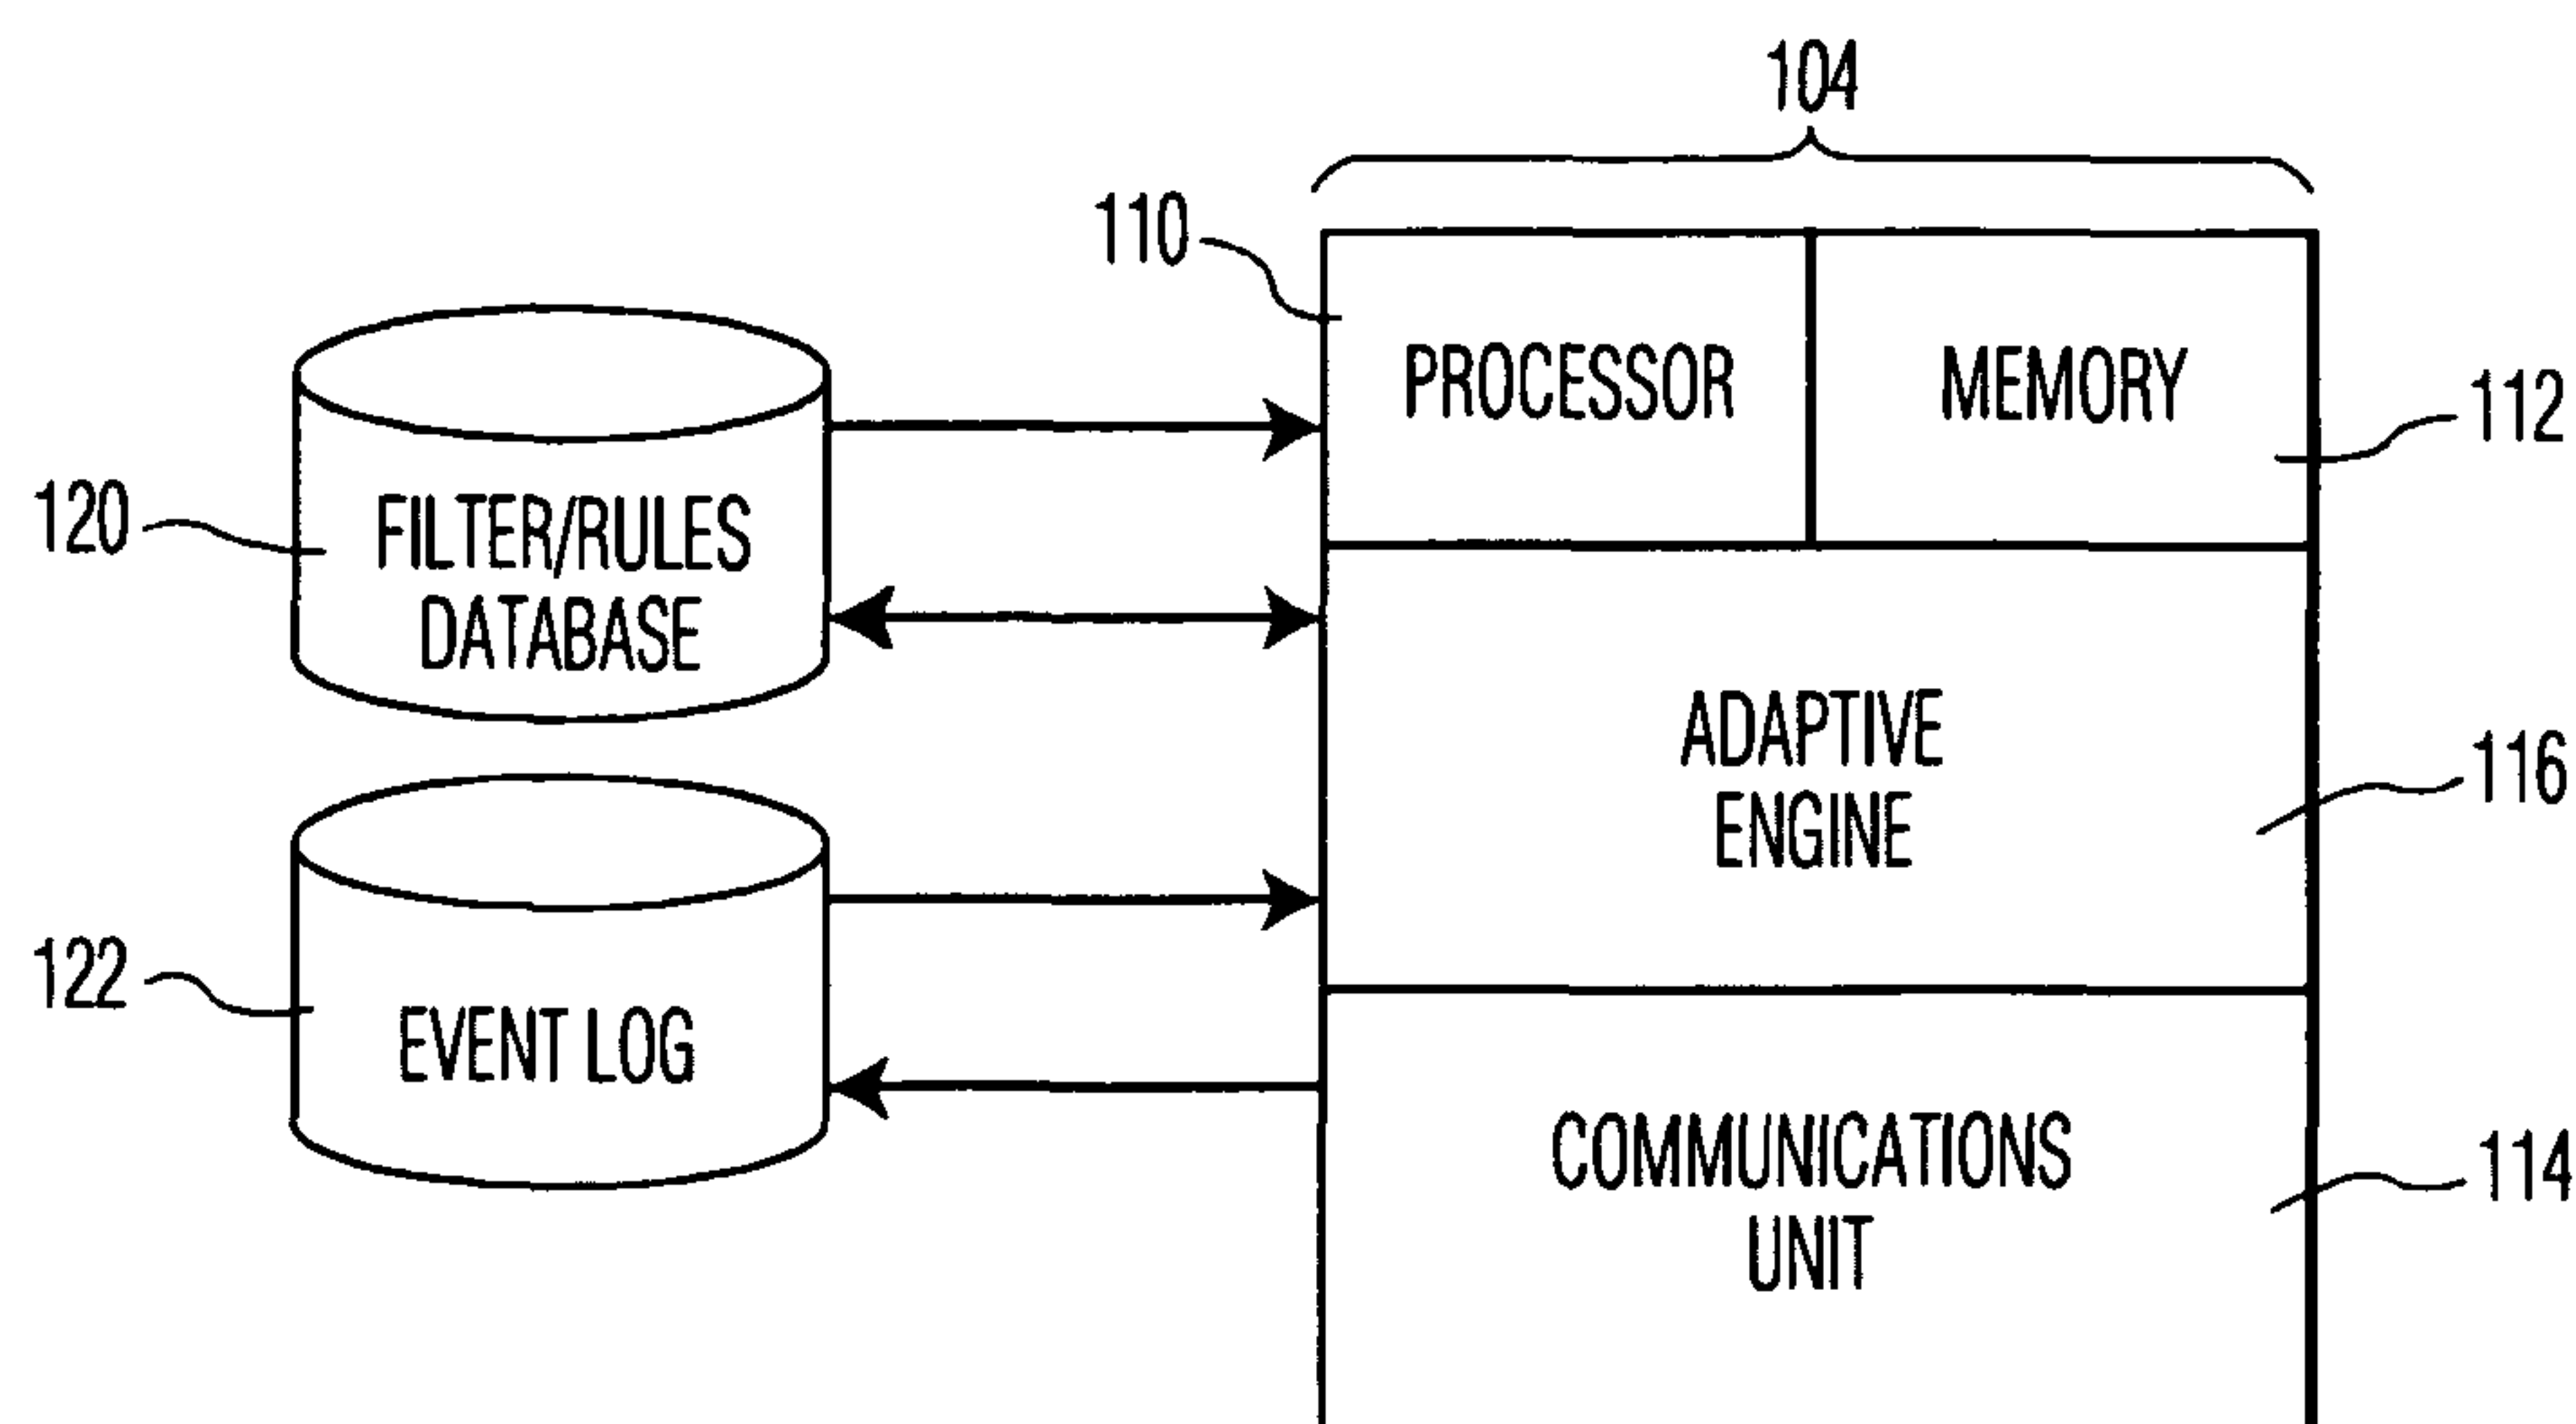 104
110
PROCESSOR
MEMORY
112
120
FILTER/RULES
DATABASE
ADAPTIVE
ENGINE
116
122
EVENT LOG
COMMUNICATIONS
UNIT
114